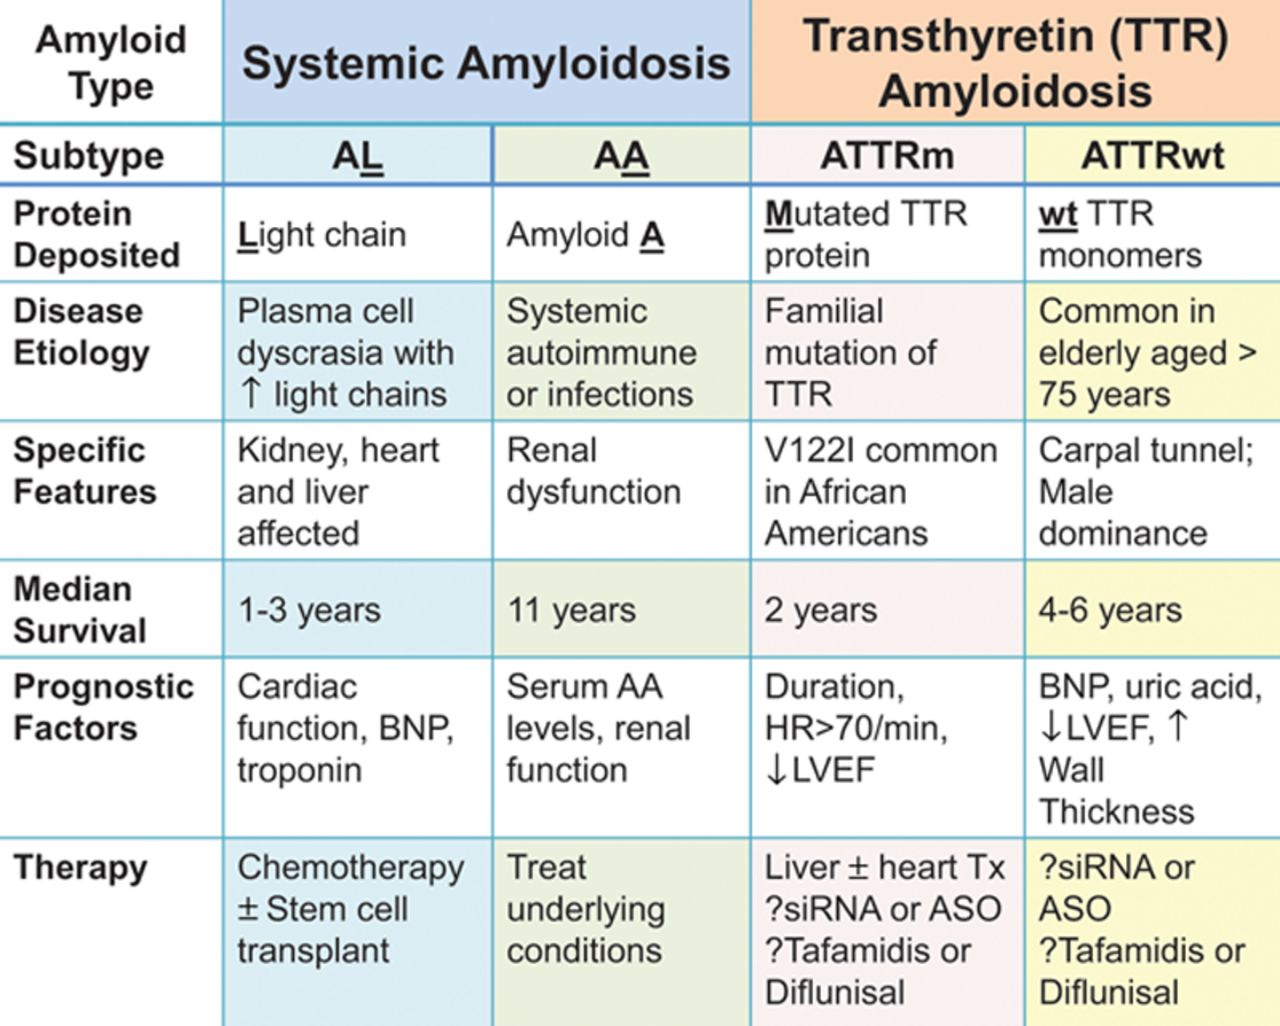 Amyloid
Type
Systemic Amyloidosis
Transthyretin (TTR)
Amyloidosis
Subtype
AL
AA
ATTRm
ATTRwt
Protein
Deposited
Light chain
Amyloid A
Mutated TTR
protein
wt TTR
monomers
Disease
Etiology
Plasma cell
dyscrasia with
↑ light chains
Systemic
autoimmune
or infections
Familial
mutation of
TTR
Common in
elderly aged >
75 years
Specific
Features
Kidney, heart
and liver
affected
Renal
dysfunction
V122I common
in African
Americans
Carpal tunnel;
Male
dominance
Median
Survival
1-3 years
11 years
2 years
4-6 years
Prognostic
Factors
Cardiac
function, BNP,
troponin
Serum AA
levels, renal
function
Duration,
HR>70/min,
↓LVEF
BNP, uric acid,
↓LVEF, ↑
Wall
Thickness
Therapy
Chemotherapy
± Stem cell
transplant
Treat
underlying
conditions
Liver ± heart Tx
?siRNA or ASO
?Tafamidis or
Diflunisal
?siRNA or
ASO
?Tafamidis or
Diflunisal